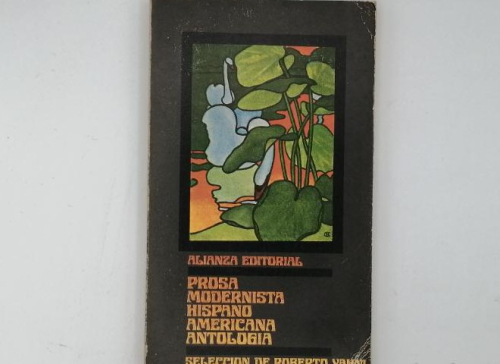 ALIANZA EDITORIAL
PROSA
MODERNISTA
HISPANO
AMERICANA
ANTOLOGIA
SELECCION DE ROBERTO